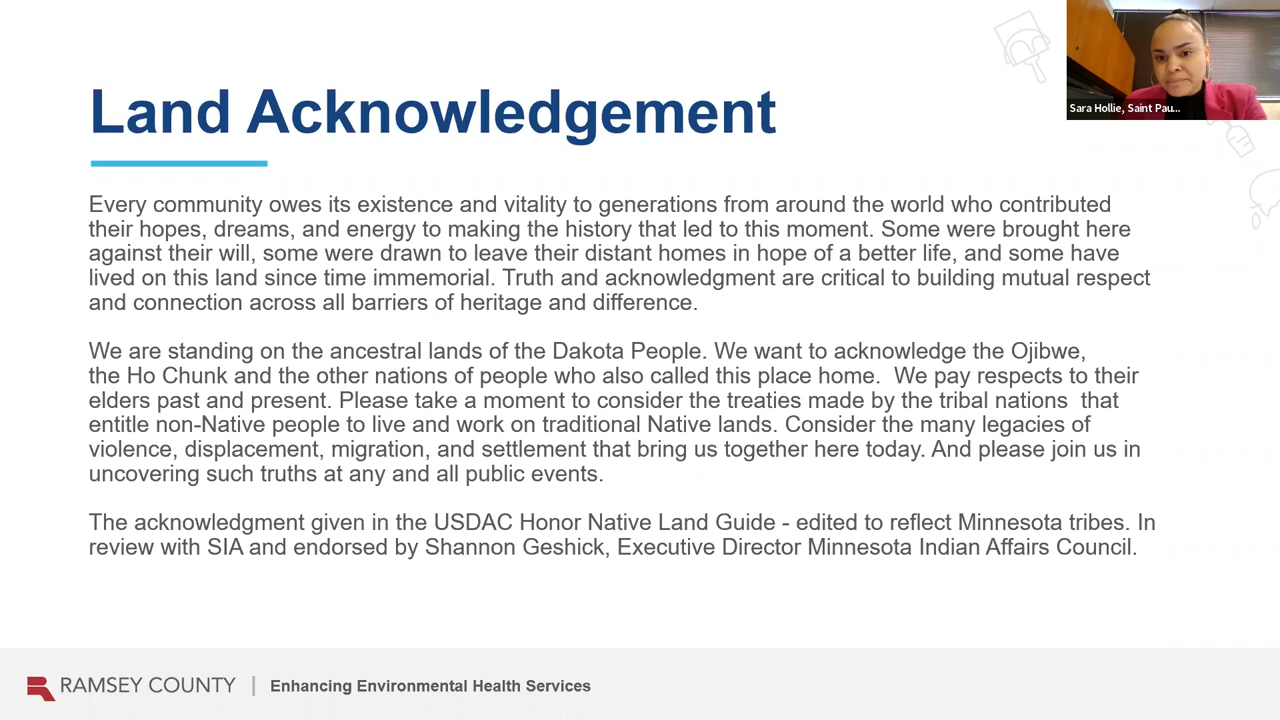 Sara Hollie, Saint Pau...
Land Acknowledgement
Every community owes its existence and vitality to generations from around the world who contributed
their hopes, dreams, and energy to making the history that led to this moment. Some were brought here
against their will, some were drawn to leave their distant homes in hope of a better life, and some have
lived on this land since time immemorial. Truth and acknowledgment are critical to building mutual respect
and connection across all barriers of heritage and difference.
We are standing on the ancestral lands of the Dakota People. We want to acknowledge the Ojibwe,
the Ho Chunk and the other nations of people who also called this place home.  We pay respects to their
elders past and present. Please take a moment to consider the treaties made by the tribal nations  that
entitle non-Native people to live and work on traditional Native lands. Consider the many legacies of
violence, displacement, migration, and settlement that bring us together here today. And please join us in
uncovering such truths at any and all public events.
The acknowledgment given in the USDAC Honor Native Land Guide - edited to reflect Minnesota tribes. In
review with SIA and endorsed by Shannon Geshick, Executive Director Minnesota Indian Affairs Council.
RAMSEY COUNTY | Enhancing Environmental Health Services